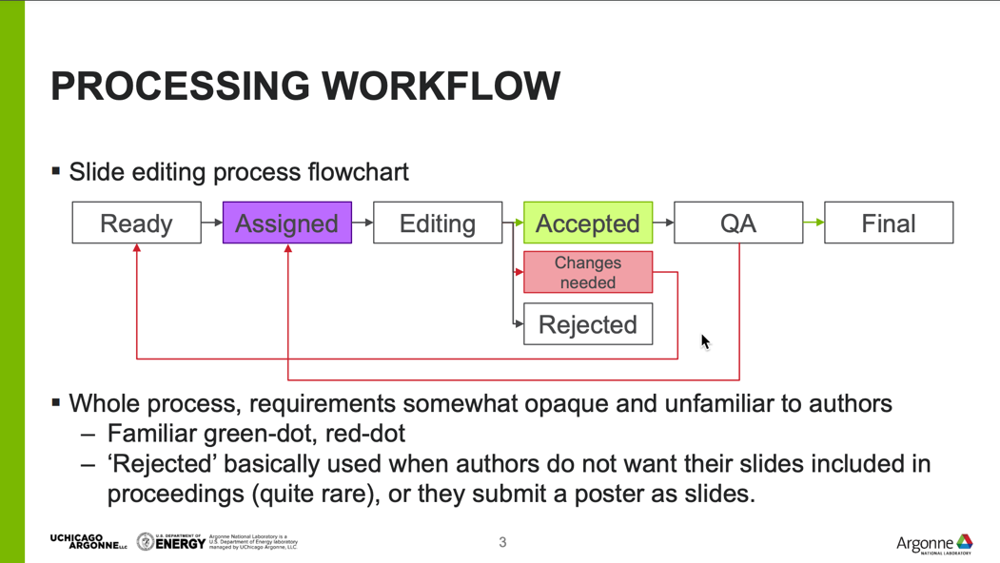 PROCESSING WORKFLOW
▪ Slide editing process flowchart
Ready
Assigned
Editing
Accepted
QA
Final
Changes
needed
Rejected
▪ Whole process, requirements somewhat opaque and unfamiliar to authors
– Familiar green-dot, red-dot
– ‘Rejected’ basically used when authors do not want their slides included in
proceedings (quite rare), or they submit a poster as slides.
UCHICAGO
ARGONNE LLC
U.S. DEPARTMENT OF
ENERGY
Argonne National Laboratory is a
U.S. Department of Energy laboratory
managed by UChicago Argonne, LLC.
3
Argonne
NATIONAL LABORATORY